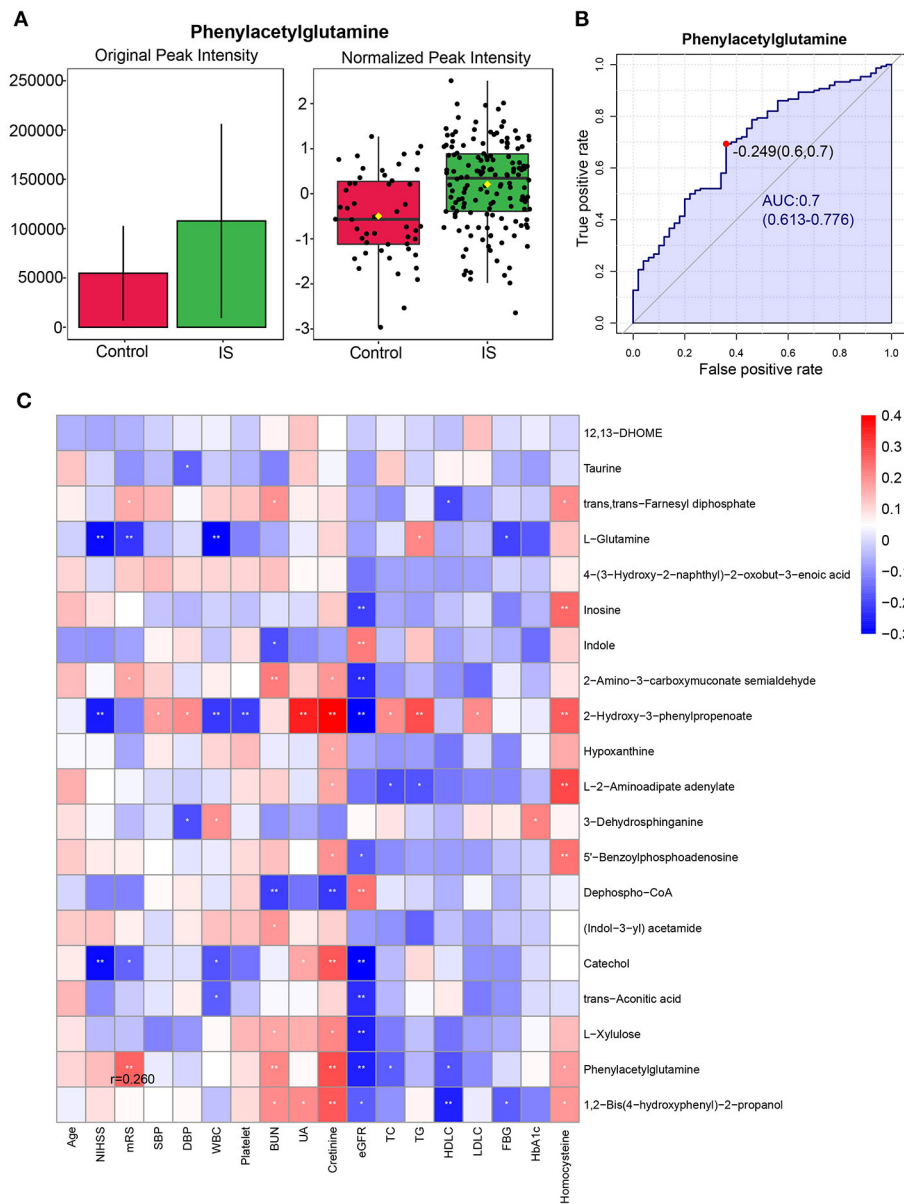 A
Phenylacetylglutamine
Original Peak Intensity
Normalized Peak Intensity
250000
200000
150000
100000
50000
0
Control
IS
2
1
0
-1
-2
-3
Control
IS
B
Phenylacetylglutamine
True positive rate
1.0
0.8
0.6
0.4
0.2
0.0
-0.249(0.6,0.7)
AUC:0.7
(0.613-0.776)
0.0 0.2 0.4 0.6 0.8 1.0
False positive rate
C
12,13−DHOME
Taurine
*
trans,trans−Farnesyl diphosphate
* * * *
L−Glutamine
** ** ** * *
4−(3−Hydroxy−2−naphthyl)−2−oxobut−3−enoic acid
Inosine
** **
Indole
* **
2−Amino−3−carboxymuconate semialdehyde
* ** * **
2−Hydroxy−3−phenylpropenoate
** * * ** ** ** ** ** * ** * **
Hypoxanthine
*
L−2−Aminoadipate adenylate
* * * **
3−Dehydrosphinganine
* * *
5'−Benzoylphosphoadenosine
* * **
Dephospho−CoA
** ** **
(Indol−3−yl) acetamide
*
Catechol
** * * * ** **
trans−Aconitic acid
* **
L−Xylulose
* * **
Phenylacetylglutamine
** ** ** ** * * *
r=0.260
1,2−Bis(4−hydroxyphenyl)−2−propanol
* * ** * ** * *
Age
NIHSS
mRS
SBP
DBP
WBC
Platelet
BUN
UA
Cretinine
eGFR
TC
TG
HDLC
LDLC
FBG
HbA1c
Homocysteine
0.4
0.3
0.2
0.1
0
−0.1
−0.2